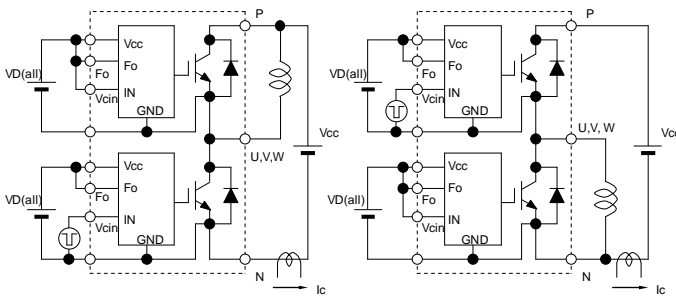 P
Vcc
Fo
VD(all)
Fo
IN
Vcin
GND
Vcc
U,V,W
Vcc
Fo
VD(all)
Fo
IN
Vcin
GND
N
Ic
P
Vcc
Fo
VD(all)
Fo
IN
Vcin
GND
Vcc
U,V, W
Vcc
Fo
VD(all)
Fo
IN
Vcin
GND
N
Ic